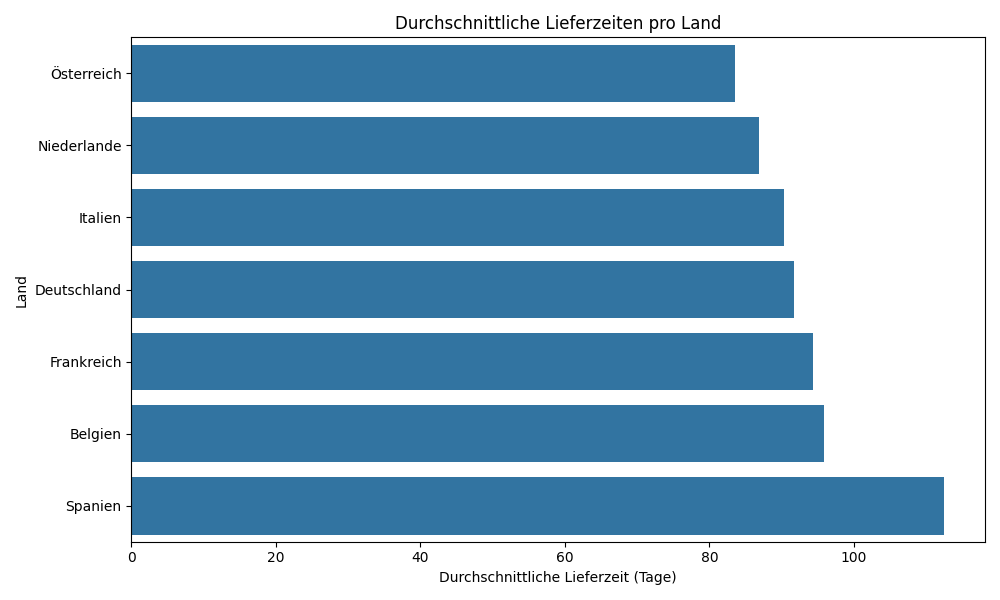 Durchschnittliche Lieferzeiten pro Land
Österreich
Niederlande
Italien
Deutschland
Frankreich
Belgien
Spanien
Land
0 20 40 60 80 100
Durchschnittliche Lieferzeit (Tage)